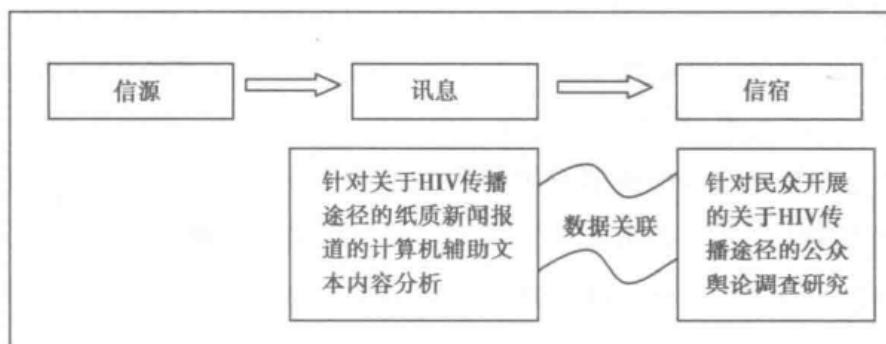 信源
讯息
信宿
针对关于HIV传播
途径的纸质新闻报
道的计算机辅助文
本内容分析
数据关联
针对民众开展
的关于HIV传
播途径的公众
舆论调查研究